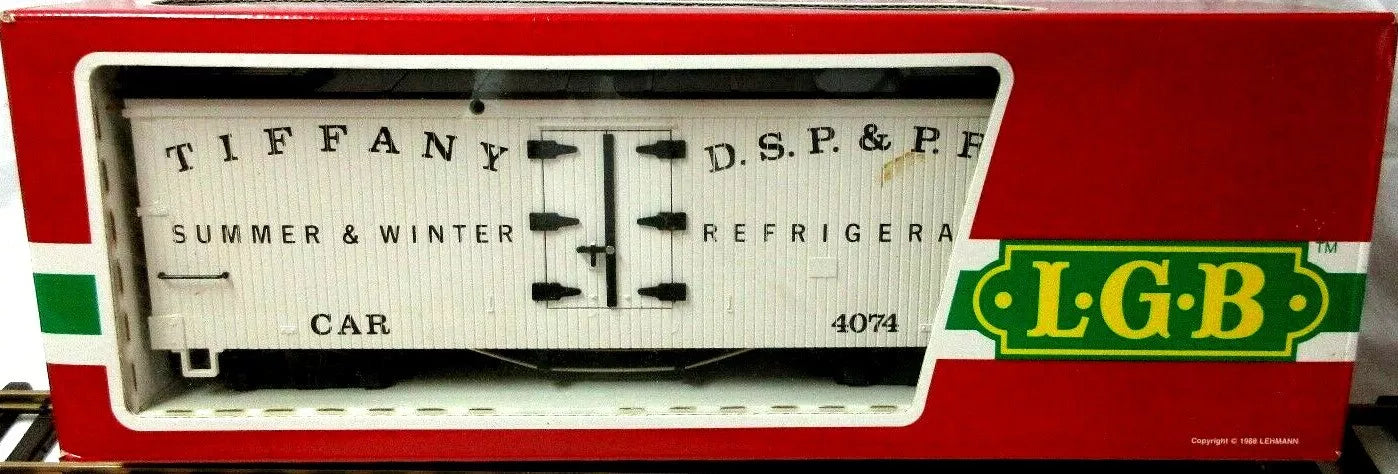 TIFFANY D.S.P. & P.R
SUMMER & WINTER REFRIGERA
CAR 4074
L·G·B TM
Copyright © 1988 LEHMANN